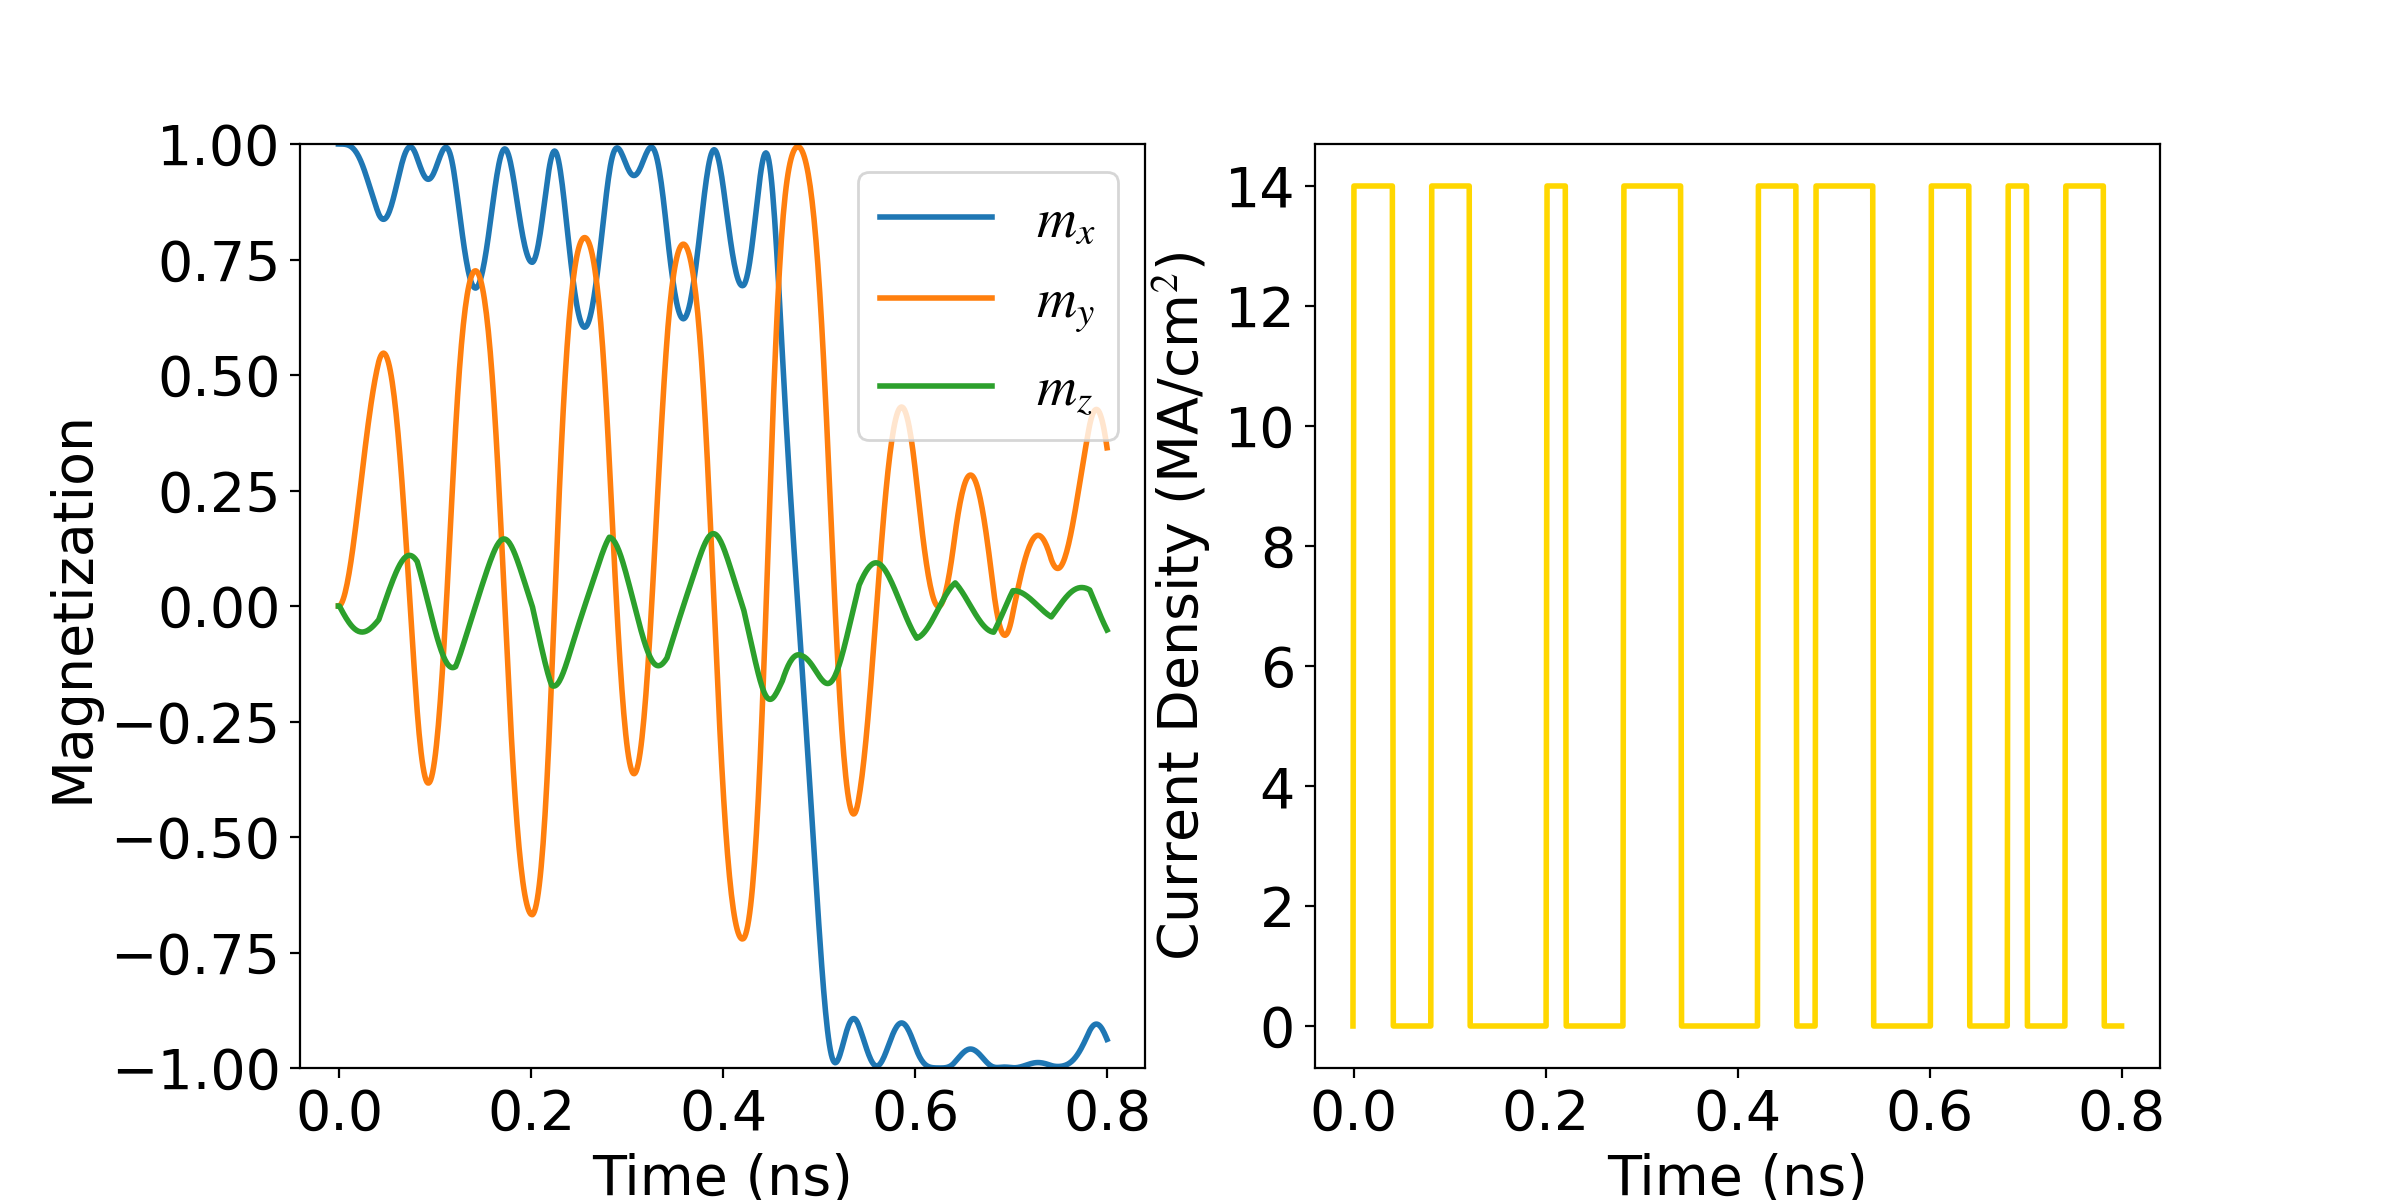 Magnetization
1.00
0.75
0.50
0.25
0.00
−0.25
−0.50
−0.75
−1.00
0.0 0.2 0.4 0.6 0.8
Time (ns)
m_x
m_y
m_z
Current Density (MA/cm²)
14
12
10
8
6
4
2
0
0.0 0.2 0.4 0.6 0.8
Time (ns)